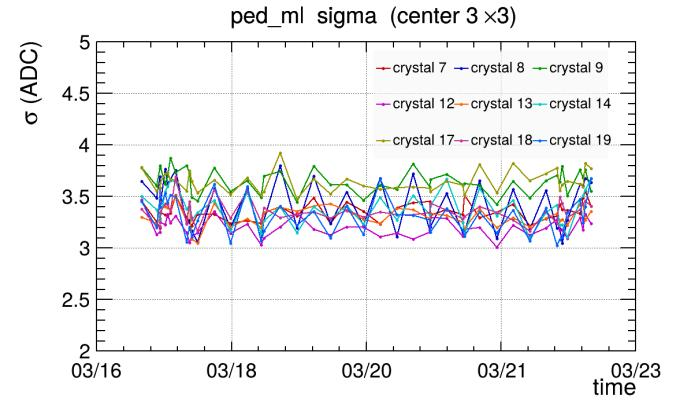 ped_ml sigma (center 3 ×3)
σ (ADC)
5
4.5
4
3.5
3
2.5
2
crystal 7 crystal 8 crystal 9
crystal 12 crystal 13 crystal 14
crystal 17 crystal 18 crystal 19
03/16 03/18 03/20 03/21 03/23
time